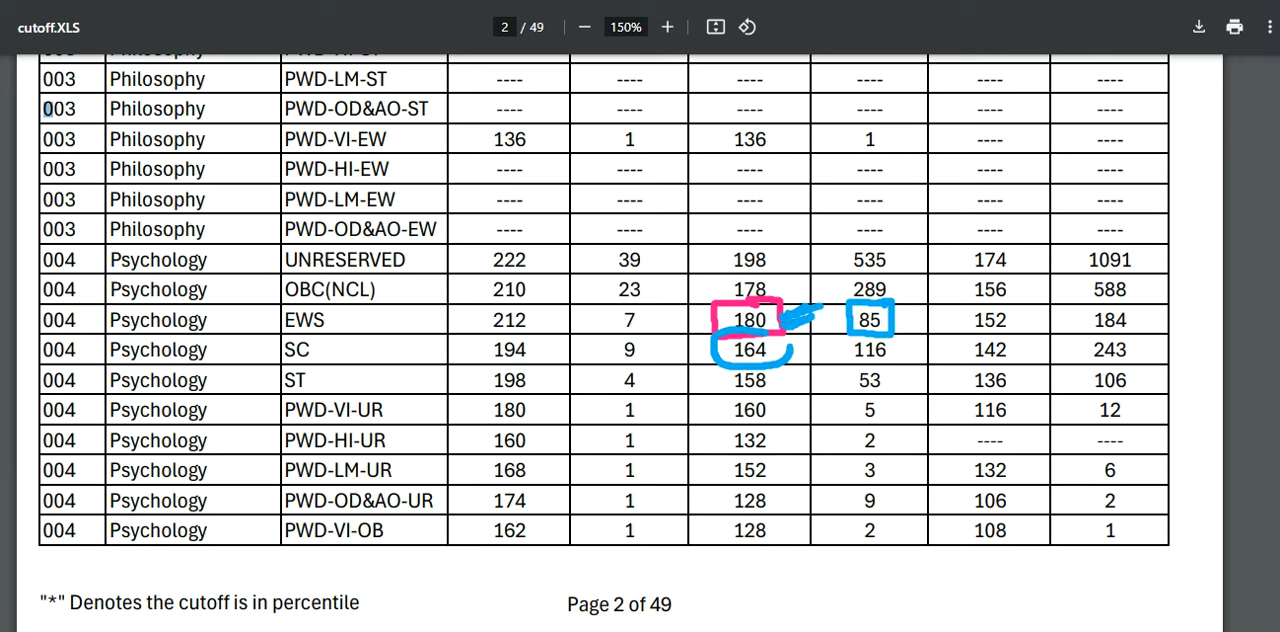 cutoff.XLS 2 / 49 150%
003 Philosophy PWD-LM-ST ---- ---- ---- ---- ---- ----
003 Philosophy PWD-OD&AO-ST ---- ---- ---- ---- ---- ----
003 Philosophy PWD-VI-EW 136 1 136 1 ---- ----
003 Philosophy PWD-HI-EW ---- ---- ---- ---- ---- ----
003 Philosophy PWD-LM-EW ---- ---- ---- ---- ---- ----
003 Philosophy PWD-OD&AO-EW ---- ---- ---- ---- ---- ----
004 Psychology UNRESERVED 222 39 198 535 174 1091
004 Psychology OBC(NCL) 210 23 178 289 156 588
004 Psychology EWS 212 7 180 85 152 184
004 Psychology SC 194 9 164 116 142 243
004 Psychology ST 198 4 158 53 136 106
004 Psychology PWD-VI-UR 180 1 160 5 116 12
004 Psychology PWD-HI-UR 160 1 132 2 ---- ----
004 Psychology PWD-LM-UR 168 1 152 3 132 6
004 Psychology PWD-OD&AO-UR 174 1 128 9 106 2
004 Psychology PWD-VI-OB 162 1 128 2 108 1
"*" Denotes the cutoff is in percentile Page 2 of 49